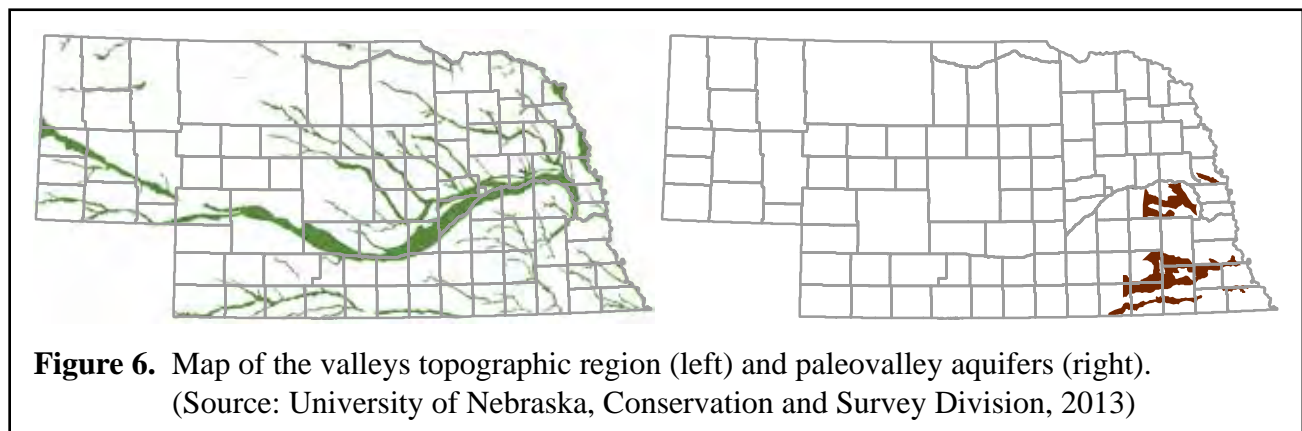 Figure 6. Map of the valleys topographic region (left) and paleovalley aquifers (right).
(Source: University of Nebraska, Conservation and Survey Division, 2013)